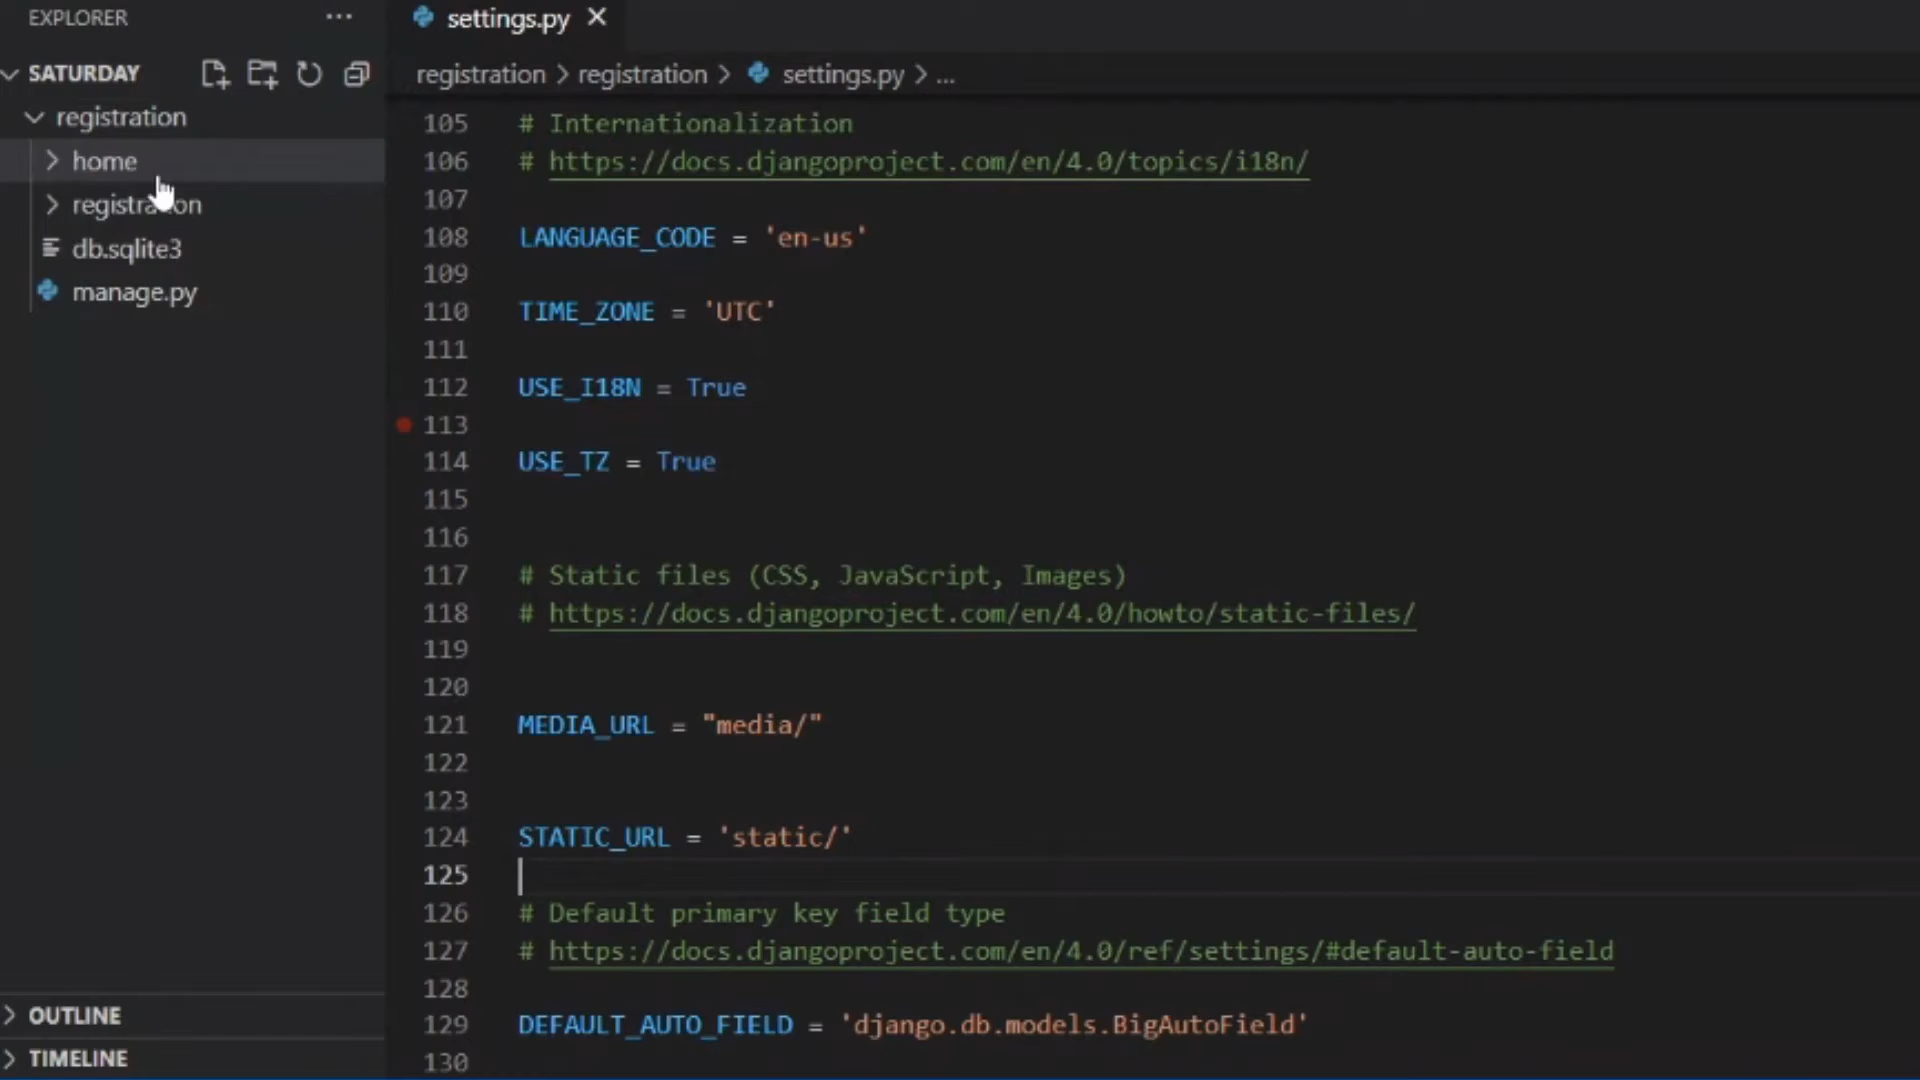 EXPLORER
SATURDAY
registration
home
registration
db.sqlite3
manage.py
OUTLINE
TIMELINE
settings.py
registration > registration > settings.py > ...
105 # Internationalization
106 # https://docs.djangoproject.com/en/4.0/topics/i18n/
107
108 LANGUAGE_CODE = 'en-us'
109
110 TIME_ZONE = 'UTC'
111
112 USE_I18N = True
113
114 USE_TZ = True
115
116
117 # Static files (CSS, JavaScript, Images)
118 # https://docs.djangoproject.com/en/4.0/howto/static-files/
119
120
121 MEDIA_URL = "media/"
122
123
124 STATIC_URL = 'static/'
125
126 # Default primary key field type
127 # https://docs.djangoproject.com/en/4.0/ref/settings/#default-auto-field
128
129 DEFAULT_AUTO_FIELD = 'django.db.models.BigAutoField'
130